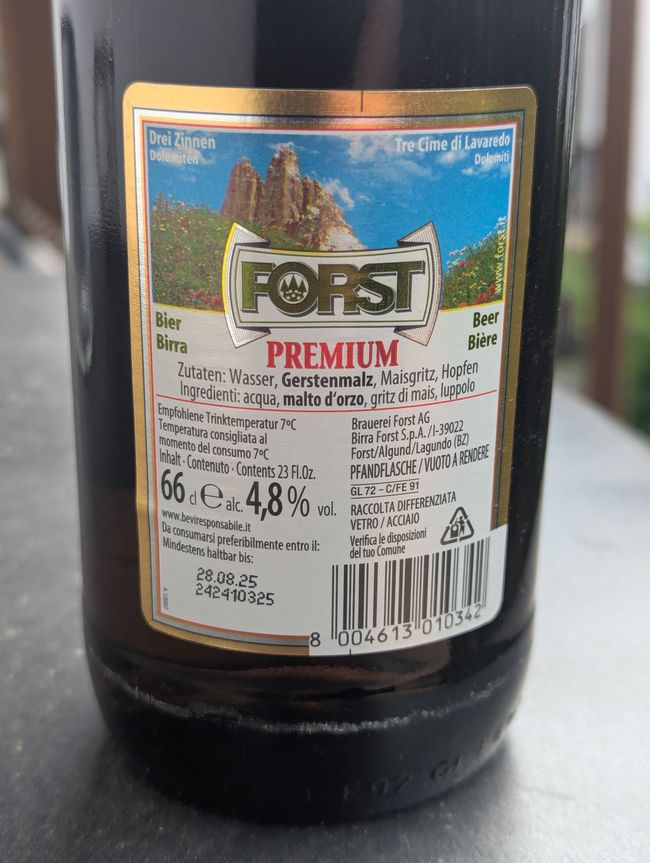 Drei Zinnen
Dolomiten
Tre Cime di Lavaredo
Dolomiti
www.forst.it
FORST
Bier
Birra
Beer
Bière
PREMIUM
Zutaten: Wasser, Gerstenmalz, Maisgritz, Hopfen
Ingredienti: acqua, malto d'orzo, gritz di mais, luppolo
Empfohlene Trinktemperatur 7ºC
Temperatura consigliata al
momento del consumo 7ºC
Inhalt · Contenuto · Contents 23 Fl.Oz.
66 cl e alc. 4,8% vol.
www.beviresponsabile.it
Da consumarsi preferibilmente entro il:
Mindestens haltbar bis:
28.08.25
242410325
Brauerei Forst AG
Birra Forst S.p.A./I-39022
Forst/Algund/Lagundo (BZ)
PFANDFLASCHE/VUOTO A RENDERE
GL 72 - C/FE 91
RACCOLTA DIFFERENZIATA
VETRO / ACCIAIO
Verifica le disposizioni
del tuo Comune
8 004613 010342